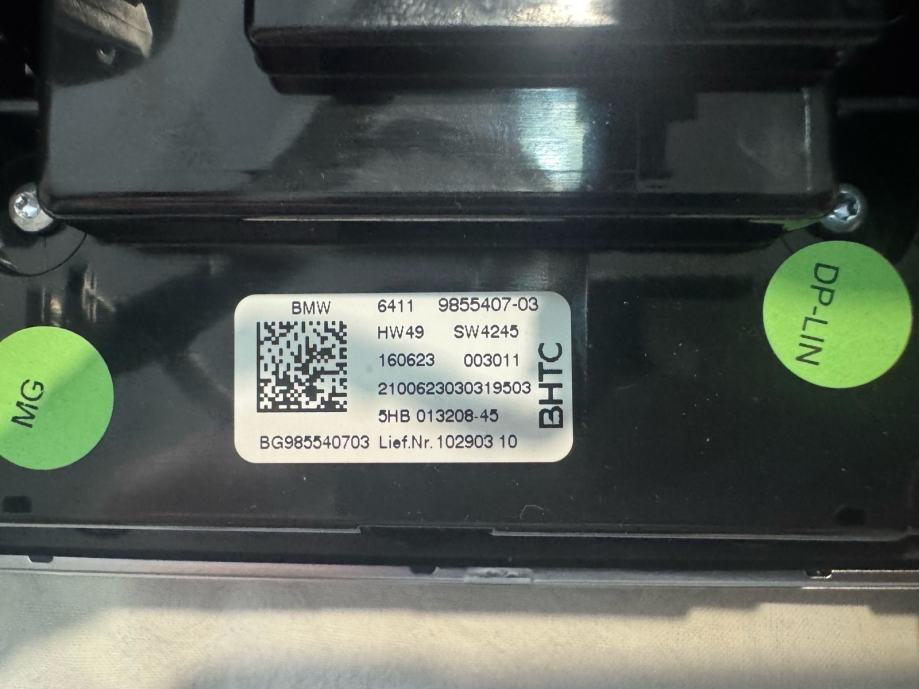 BMW 6411 9855407-03
HW49 SW4245
160623 003011
2100623030319503
5HB 013208-45
BG985540703 Lief.Nr. 102903 10
BHTC
MG
DP-LIN